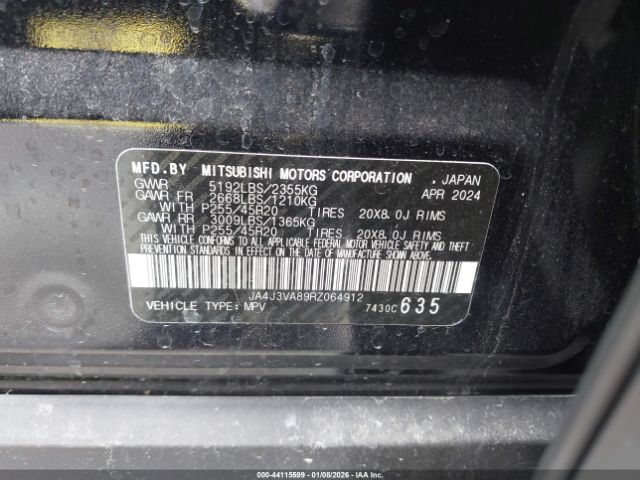 MFD.BY MITSUBISHI MOTORS CORPORATION . JAPAN
GVWR 5192LBS/2355KG APR 2024
GAWR FR 2668LBS/1210KG
WITH P255/45R20 TIRES 20X8.0J RIMS
GAWR RR 3009LBS/1365KG
WITH P255/45R20 TIRES 20X8.0J RIMS
THIS VEHICLE CONFORMS TO ALL APPLICABLE FEDERAL MOTOR VEHICLE SAFETY AND THEFT
PREVENTION STANDARDS IN EFFECT ON THE DATE OF MANUFACTURE SHOWN ABOVE.
JA4J3VA89RZ064912
VEHICLE TYPE: MPV 7430C 635
000-44115599 - 01/08/2026 - IAA Inc.